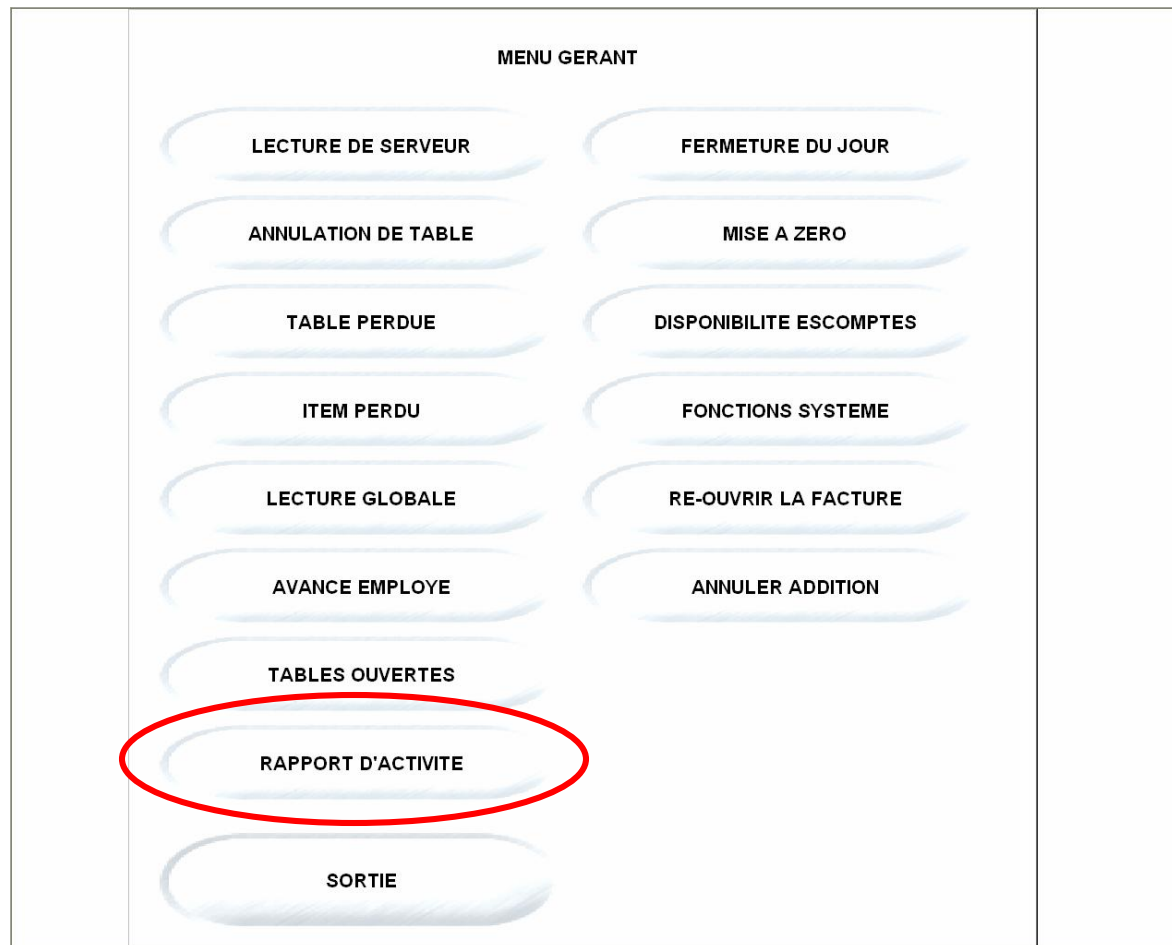 MENU GERANT
LECTURE DE SERVEUR
FERMETURE DU JOUR
ANNULATION DE TABLE
MISE A ZERO
TABLE PERDUE
DISPONIBILITE ESCOMPTES
ITEM PERDU
FONCTIONS SYSTEME
LECTURE GLOBALE
RE-OUVRIR LA FACTURE
AVANCE EMPLOYE
ANNULER ADDITION
TABLES OUVERTES
RAPPORT D'ACTIVITE
SORTIE